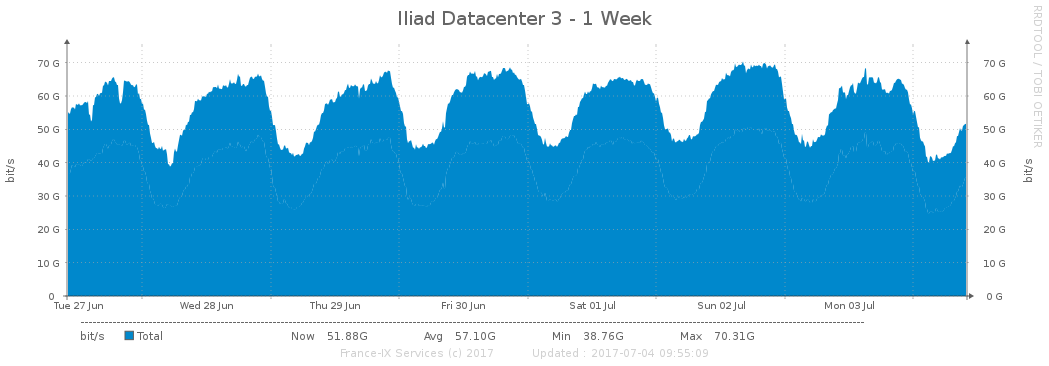 Iliad Datacenter 3 - 1 Week
RRDTOOL / TOBI OETIKER
70 G 70 G
60 G 60 G
50 G 50 G
40 G 40 G
30 G 30 G
20 G 20 G
10 G 10 G
0 0 G
bit/s bit/s
Tue 27 Jun Wed 28 Jun Thu 29 Jun Fri 30 Jun Sat 01 Jul Sun 02 Jul Mon 03 Jul
bit/s Total Now 51.88G Avg 57.10G Min 38.76G Max 70.31G
France-IX Services (c) 2017 Updated : 2017-07-04 09:55:09